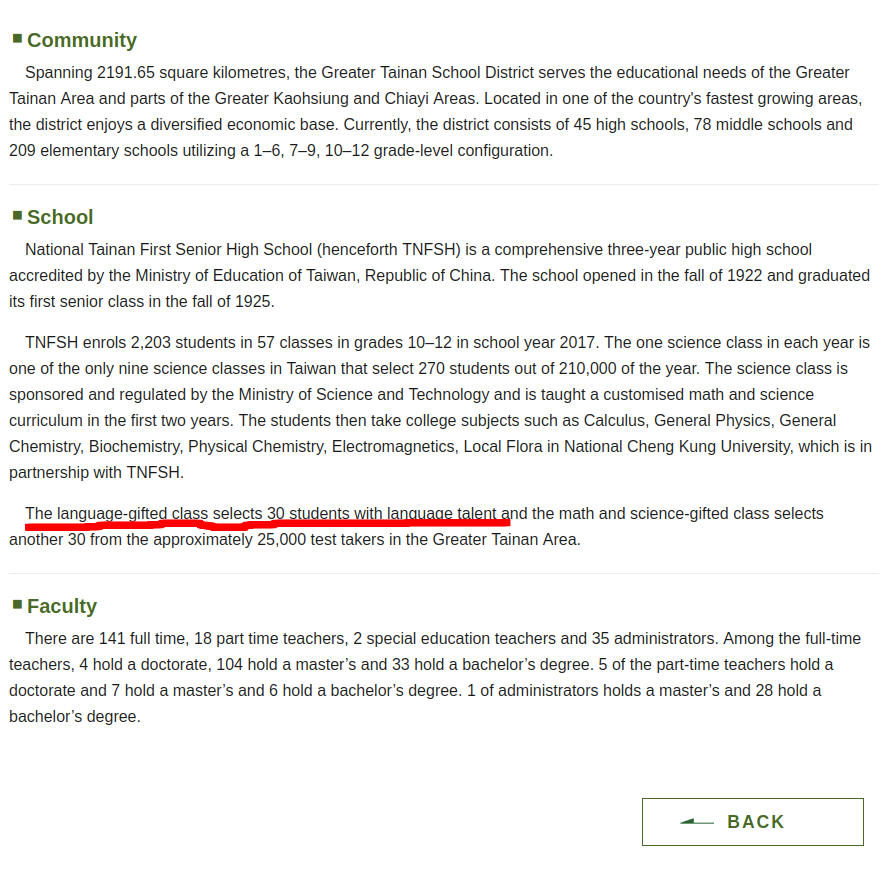 Community
Spanning 2191.65 square kilometres, the Greater Tainan School District serves the educational needs of the Greater
Tainan Area and parts of the Greater Kaohsiung and Chiayi Areas. Located in one of the country's fastest growing areas,
the district enjoys a diversified economic base. Currently, the district consists of 45 high schools, 78 middle schools and
209 elementary schools utilizing a 1–6, 7–9, 10–12 grade-level configuration.
School
National Tainan First Senior High School (henceforth TNFSH) is a comprehensive three-year public high school
accredited by the Ministry of Education of Taiwan, Republic of China. The school opened in the fall of 1922 and graduated
its first senior class in the fall of 1925.
TNFSH enrols 2,203 students in 57 classes in grades 10–12 in school year 2017. The one science class in each year is
one of the only nine science classes in Taiwan that select 270 students out of 210,000 of the year. The science class is
sponsored and regulated by the Ministry of Science and Technology and is taught a customised math and science
curriculum in the first two years. The students then take college subjects such as Calculus, General Physics, General
Chemistry, Biochemistry, Physical Chemistry, Electromagnetics, Local Flora in National Cheng Kung University, which is in
partnership with TNFSH.
The language-gifted class selects 30 students with language talent and the math and science-gifted class selects
another 30 from the approximately 25,000 test takers in the Greater Tainan Area.
Faculty
There are 141 full time, 18 part time teachers, 2 special education teachers and 35 administrators. Among the full-time
teachers, 4 hold a doctorate, 104 hold a master’s and 33 hold a bachelor’s degree. 5 of the part-time teachers hold a
doctorate and 7 hold a master’s and 6 hold a bachelor’s degree. 1 of administrators holds a master’s and 28 hold a
bachelor’s degree.
BACK